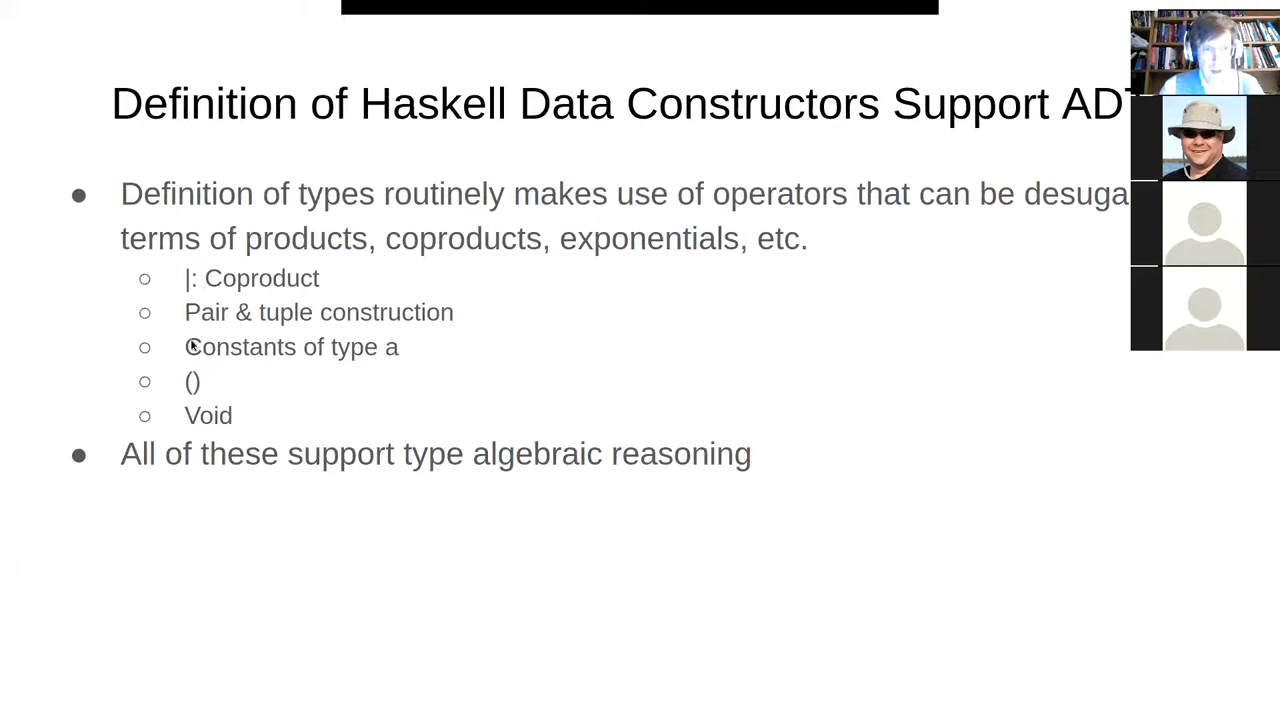 Definition of Haskell Data Constructors Support ADT
● Definition of types routinely makes use of operators that can be desuga
terms of products, coproducts, exponentials, etc.
○ |: Coproduct
○ Pair & tuple construction
○ Constants of type a
○ ()
○ Void
● All of these support type algebraic reasoning